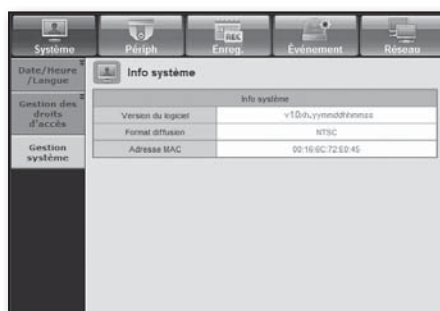 Système Périph Enreg. Événement Réseau
REC
Date/Heure
/Langue
Info système
Gestion des
droits
d'accès
Gestion
système
Info système
Version du logiciel
Format diffusion NTSC
Adresse MAC 00:16:6C:72:E0:45